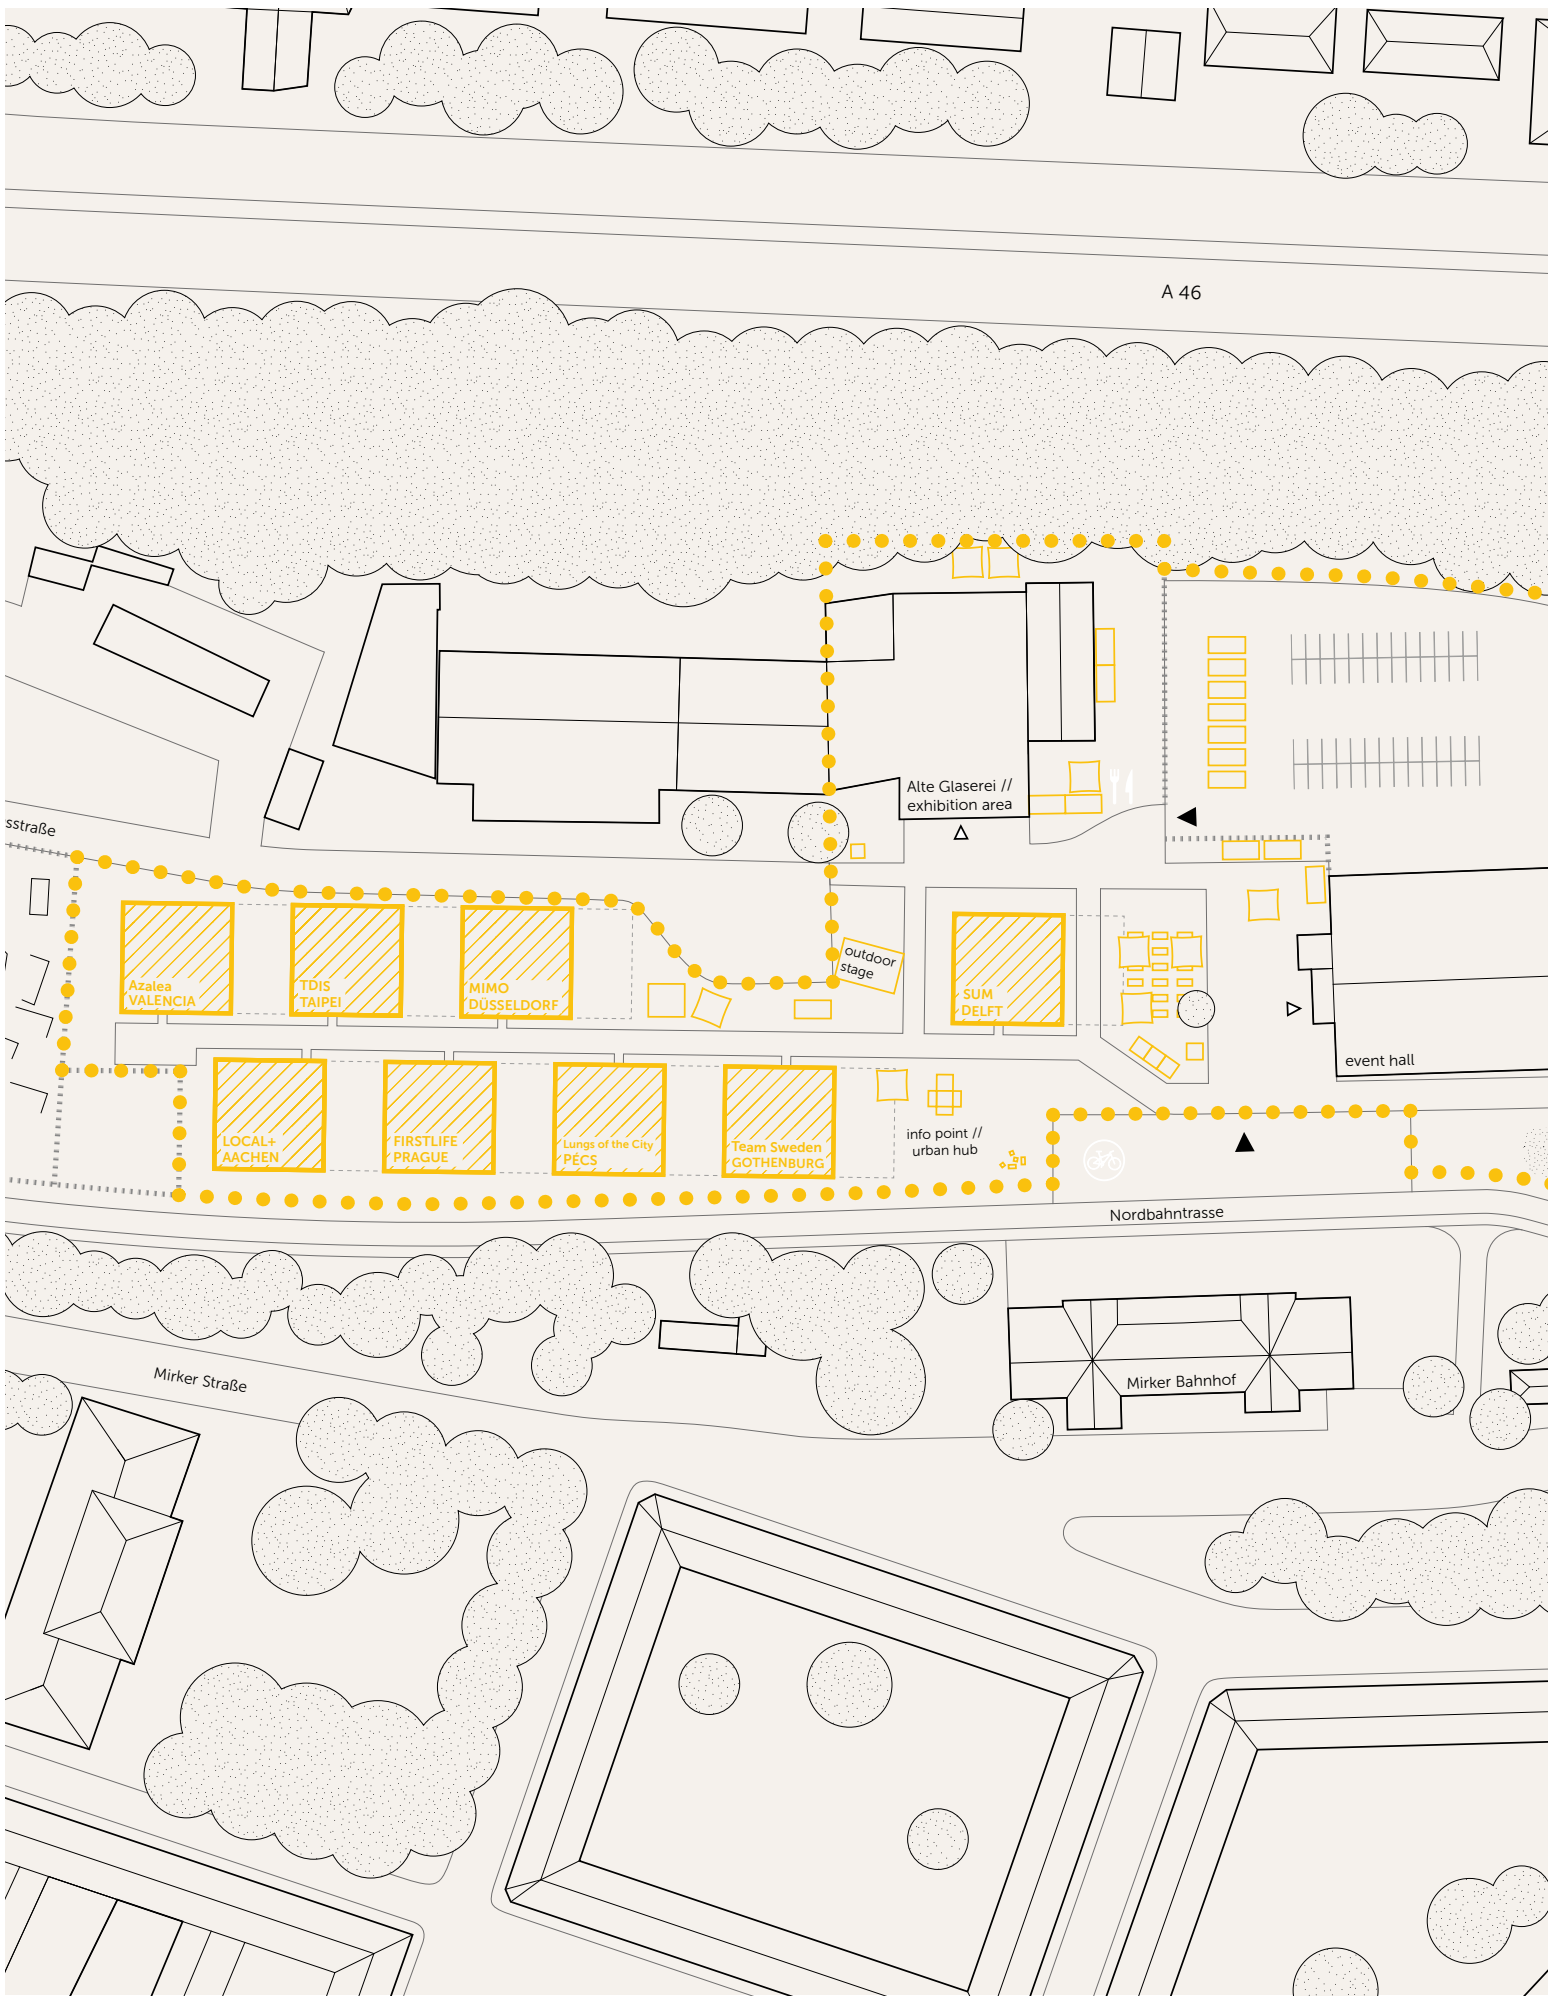 A 46
Alte Glaserei //
exhibition area
sstraße
outdoor
stage
Azalea
VALENCIA
TDIS
TAIPEI
MIMO
DÜSSELDORF
SUM
DELFT
event hall
LOCAL+
AACHEN
FIRSTLIFE
PRAGUE
Lungs of the City
PÉCS
Team Sweden
GOTHENBURG
info point //
urban hub
Nordbahntrasse
Mirker Straße
Mirker Bahnhof